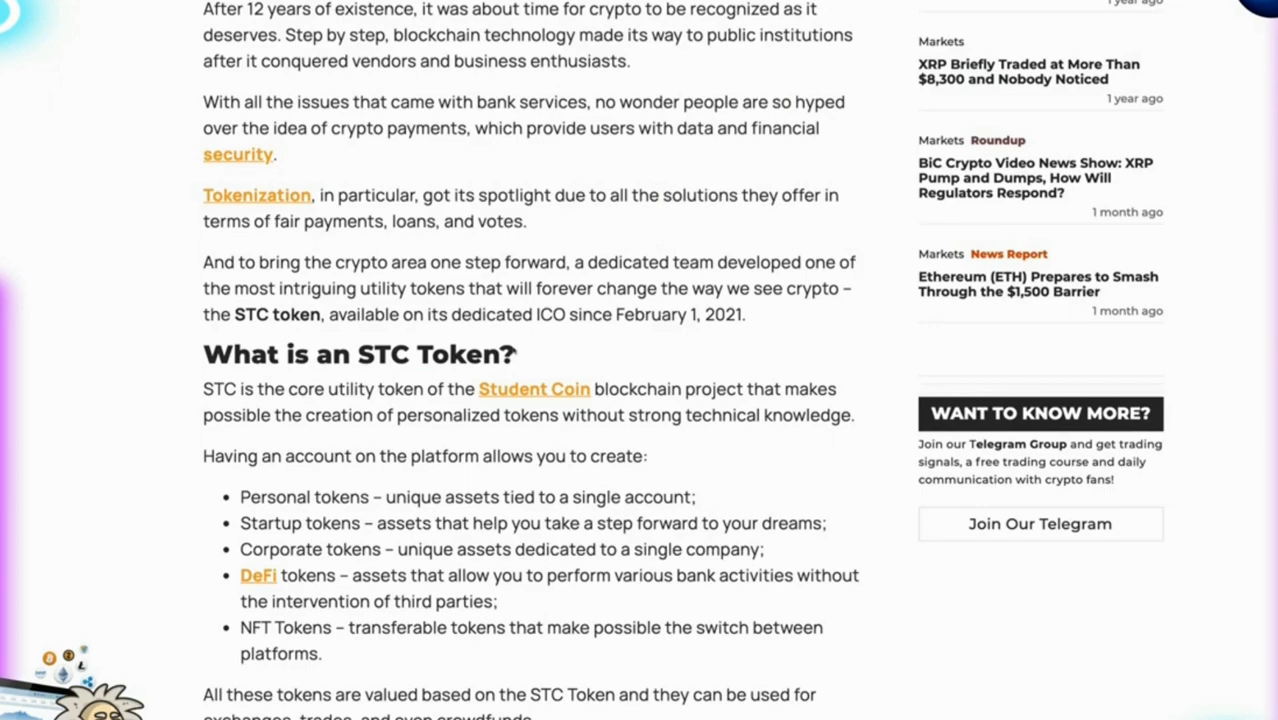 After 12 years of existence, it was about time for crypto to be recognized as it
deserves. Step by step, blockchain technology made its way to public institutions
after it conquered vendors and business enthusiasts.
With all the issues that came with bank services, no wonder people are so hyped
over the idea of crypto payments, which provide users with data and financial
security.
Tokenization, in particular, got its spotlight due to all the solutions they offer in
terms of fair payments, loans, and votes.
And to bring the crypto area one step forward, a dedicated team developed one of
the most intriguing utility tokens that will forever change the way we see crypto –
the STC token, available on its dedicated ICO since February 1, 2021.
What is an STC Token?
STC is the core utility token of the Student Coin blockchain project that makes
possible the creation of personalized tokens without strong technical knowledge.
Having an account on the platform allows you to create:
• Personal tokens – unique assets tied to a single account;
• Startup tokens – assets that help you take a step forward to your dreams;
• Corporate tokens – unique assets dedicated to a single company;
• DeFi tokens – assets that allow you to perform various bank activities without
the intervention of third parties;
• NFT Tokens – transferable tokens that make possible the switch between
platforms.
All these tokens are valued based on the STC Token and they can be used for
exchanges, trades, and even crowdfunds.
1 year ago
Markets
XRP Briefly Traded at More Than
$8,300 and Nobody Noticed
1 year ago
Markets Roundup
BiC Crypto Video News Show: XRP
Pump and Dumps, How Will
Regulators Respond?
1 month ago
Markets News Report
Ethereum (ETH) Prepares to Smash
Through the $1,500 Barrier
1 month ago
WANT TO KNOW MORE?
Join our Telegram Group and get trading
signals, a free trading course and daily
communication with crypto fans!
Join Our Telegram